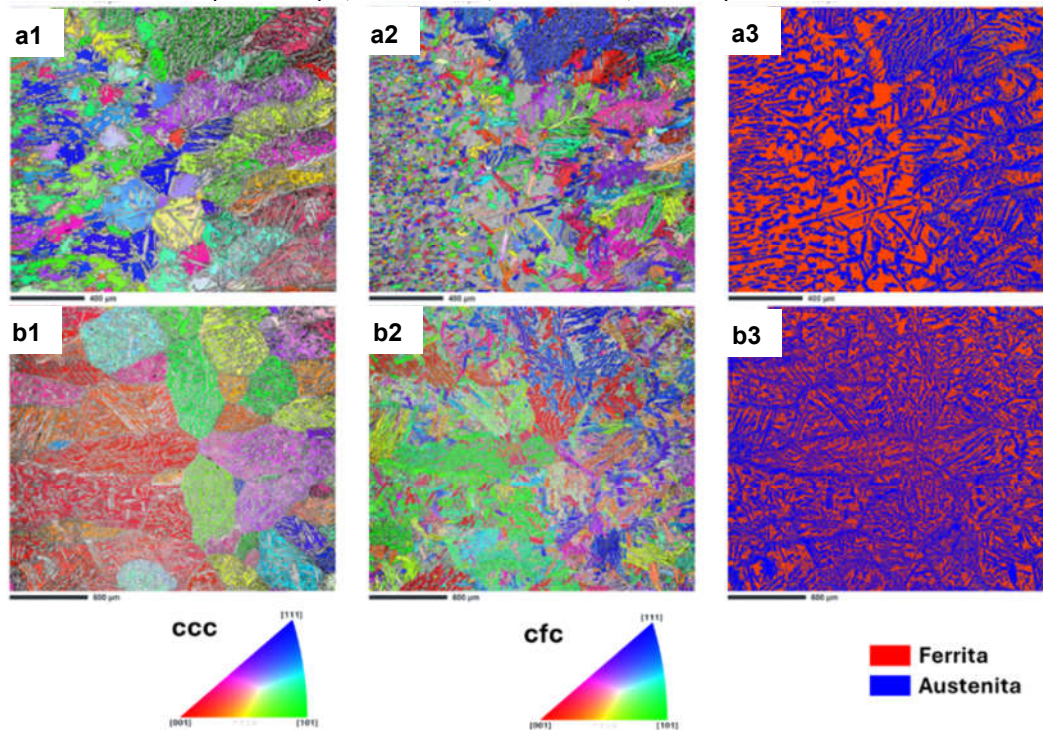 a1
a2
a3
400 µm
400 µm
400 µm
b1
b2
b3
600 µm
600 µm
600 µm
ccc
[111]
[001]
[101]
cfc
[111]
[001]
[101]
Ferrita
Austenita